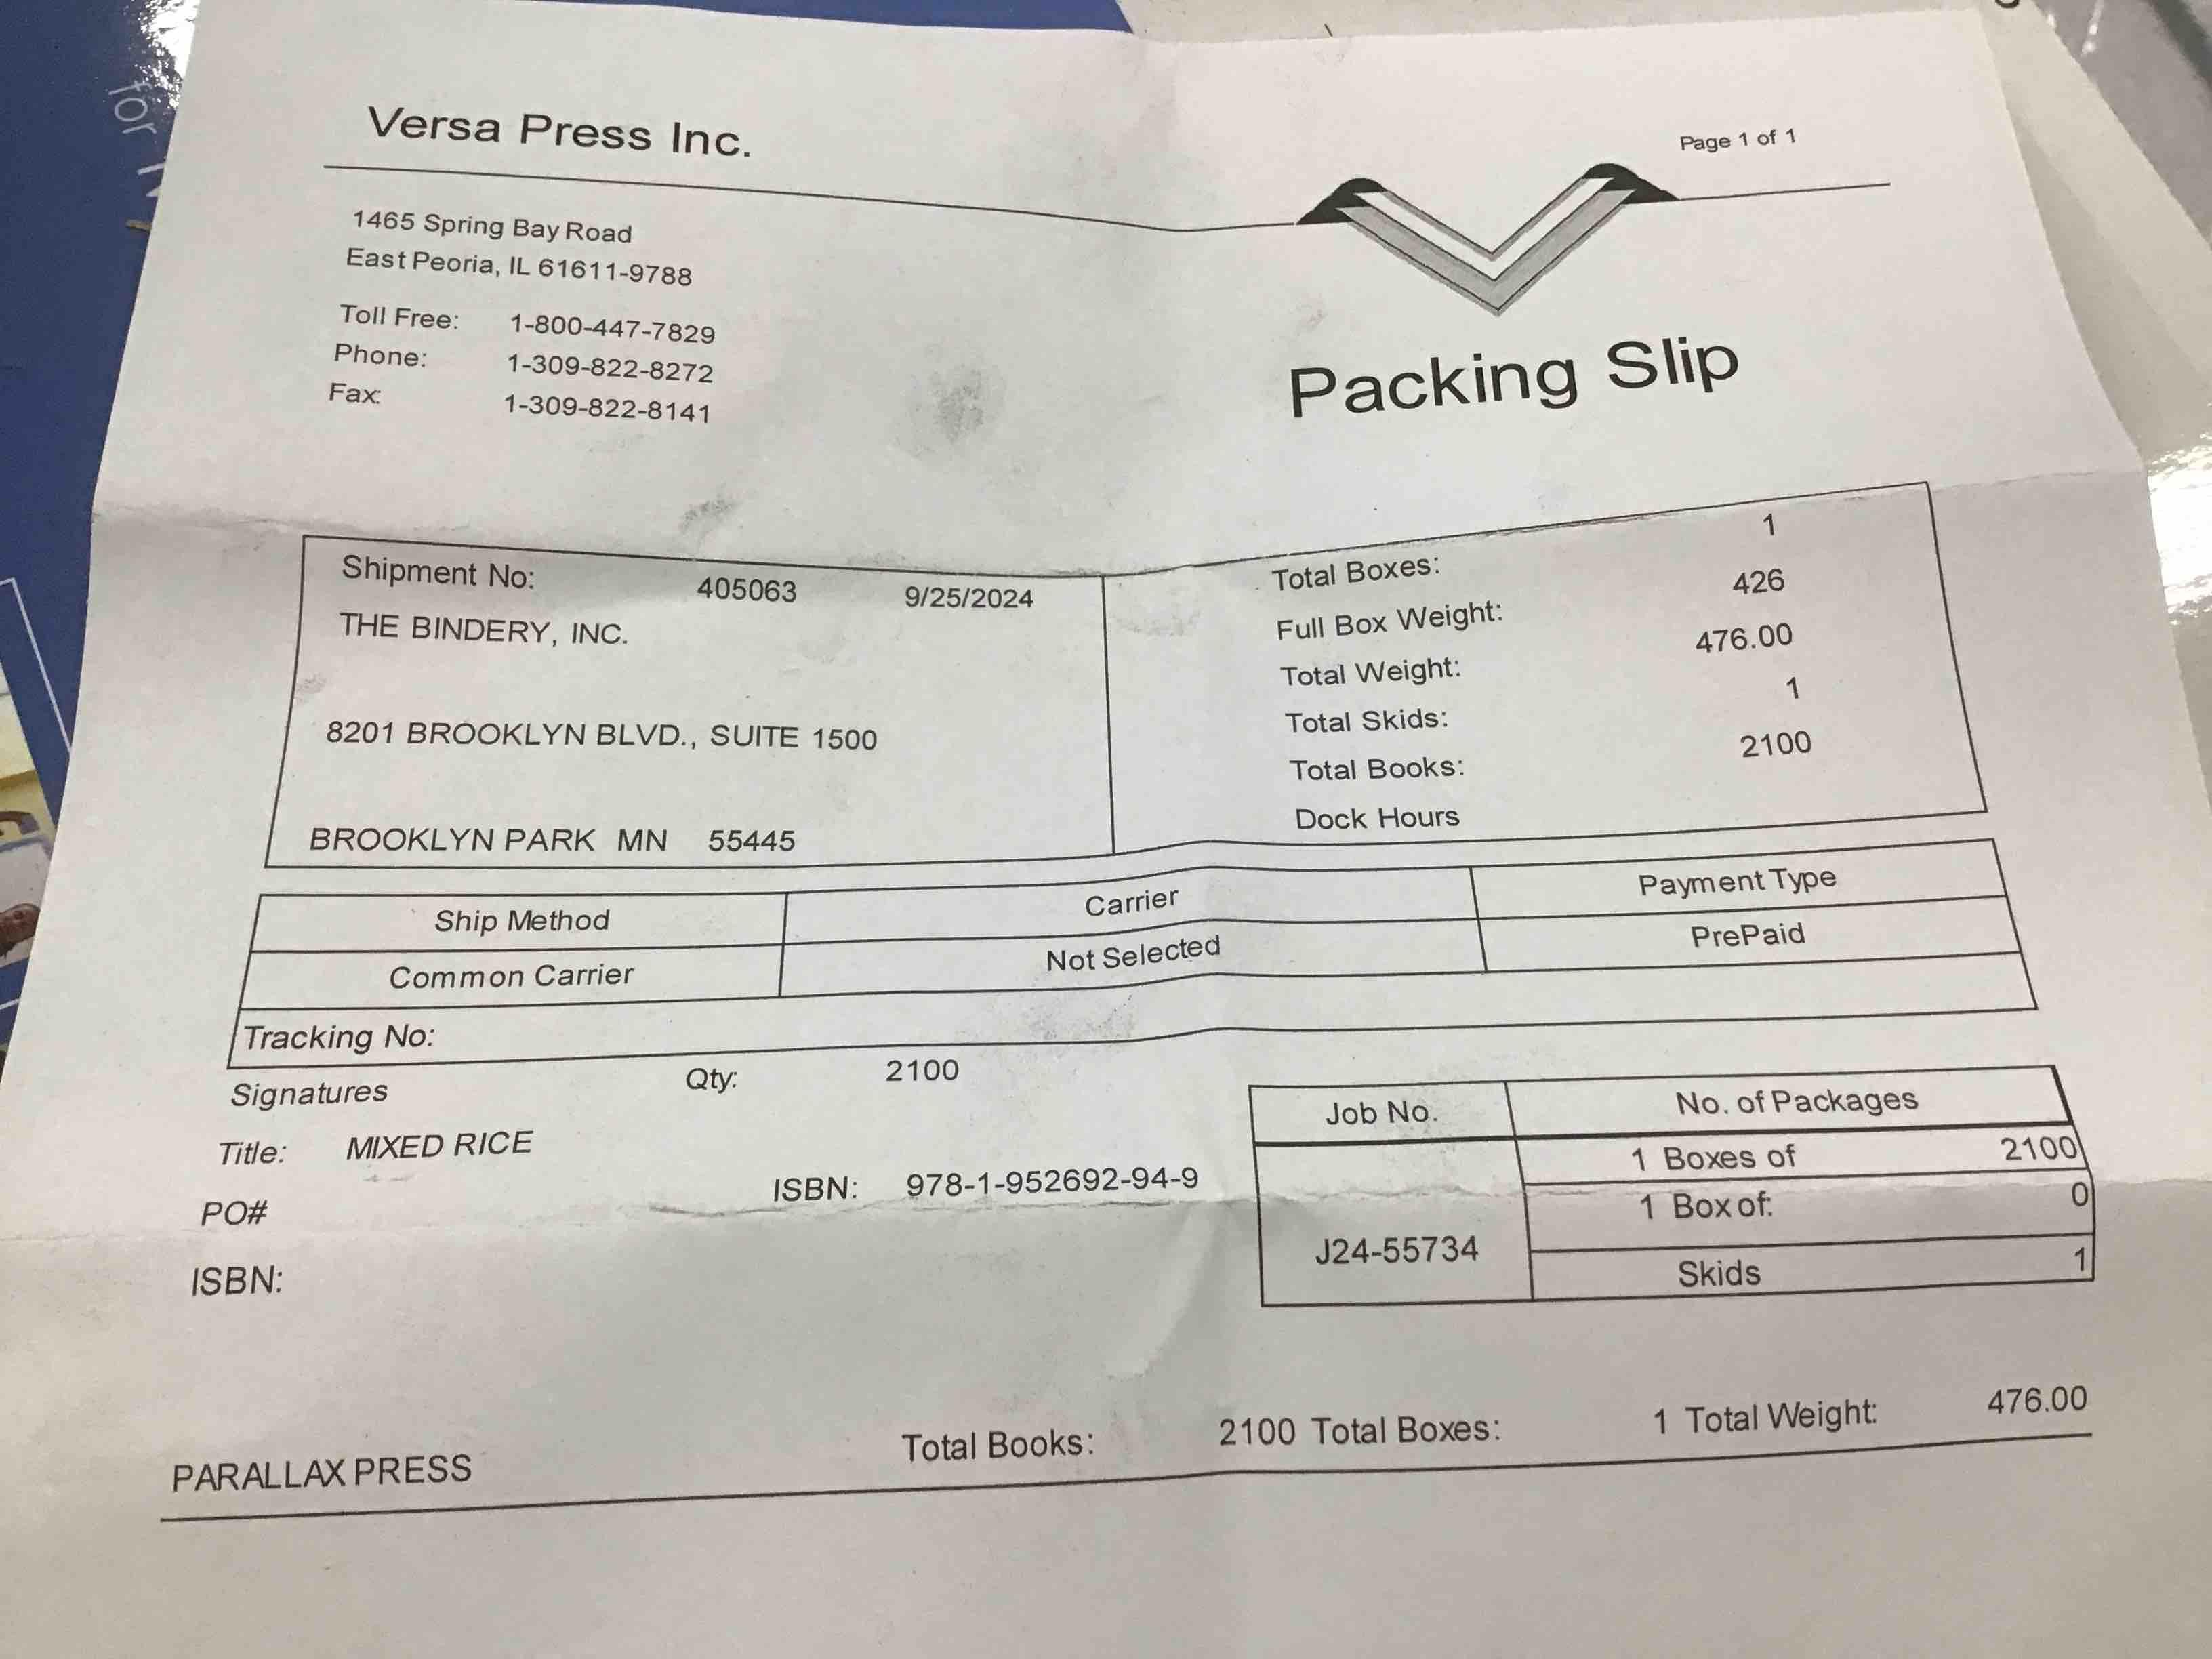 for
Versa Press Inc.
Page 1 of 1
1465 Spring Bay Road
East Peoria, IL 61611-9788
Toll Free: 1-800-447-7829
Phone: 1-309-822-8272
Fax: 1-309-822-8141
Packing Slip
Shipment No: 405063 9/25/2024
THE BINDERY, INC.
8201 BROOKLYN BLVD., SUITE 1500
BROOKLYN PARK MN 55445
Total Boxes: 1
Full Box Weight: 426
Total Weight: 476.00
Total Skids: 1
Total Books: 2100
Dock Hours
Ship Method Carrier Payment Type
Common Carrier Not Selected PrePaid
Tracking No:
Signatures Qty: 2100
Title: MIXED RICE
ISBN: 978-1-952692-94-9
PO#
ISBN:
Job No. No. of Packages
J24-55734
1 Boxes of 2100
1 Box of: 0
Skids 1
PARALLAX PRESS Total Books: 2100 Total Boxes: 1 Total Weight: 476.00